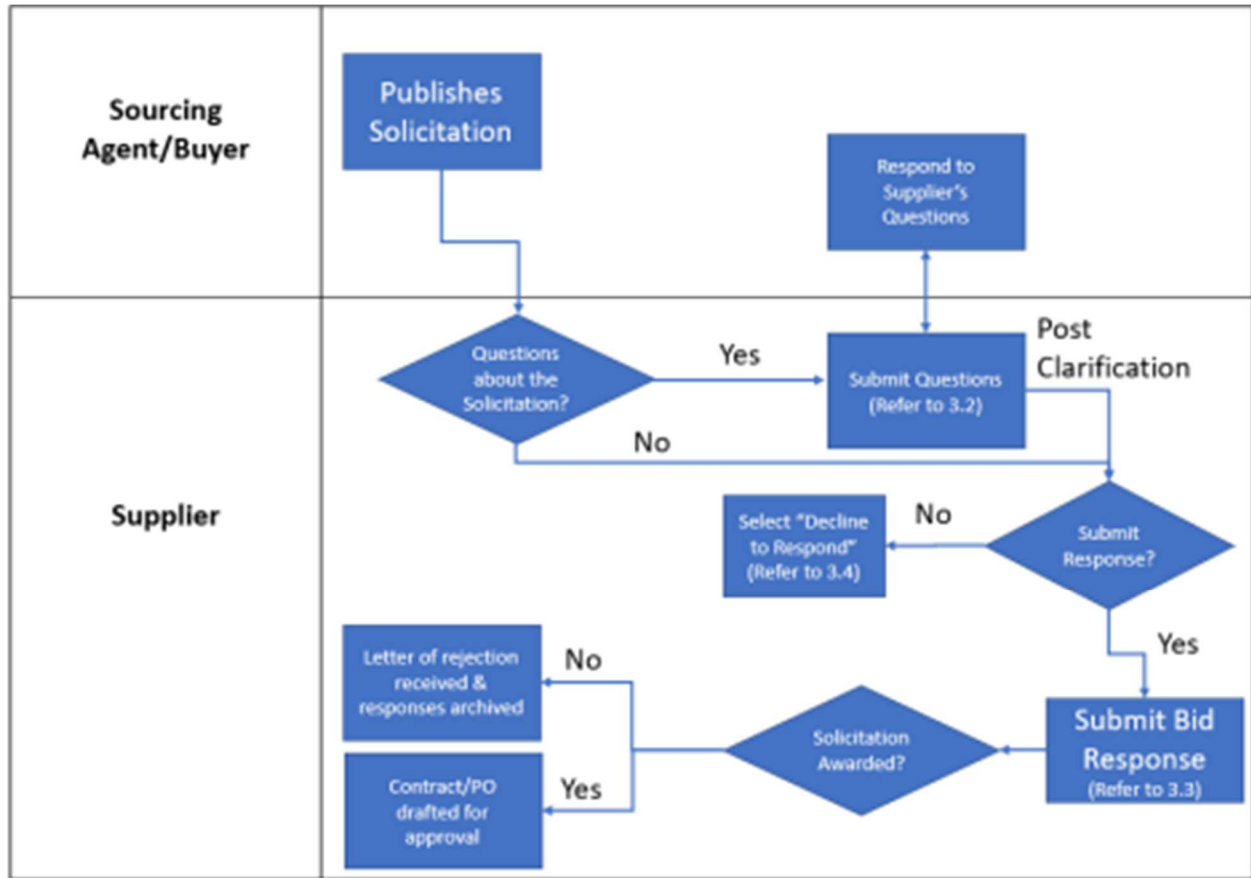 Sourcing
Agent/Buyer
Publishes
Solicitation
Respond to
Supplier's
Questions
Supplier
Questions
about the
Solicitation?
Yes
Submit Questions
(Refer to 3.2)
Post
Clarification
No
Submit
Response?
No
Select "Decline
to Respond"
(Refer to 3.4)
Yes
Submit Bid
Response
(Refer to 3.3)
Solicitation
Awarded?
No
Letter of rejection
received &
responses archived
Yes
Contract/PO
drafted for
approval